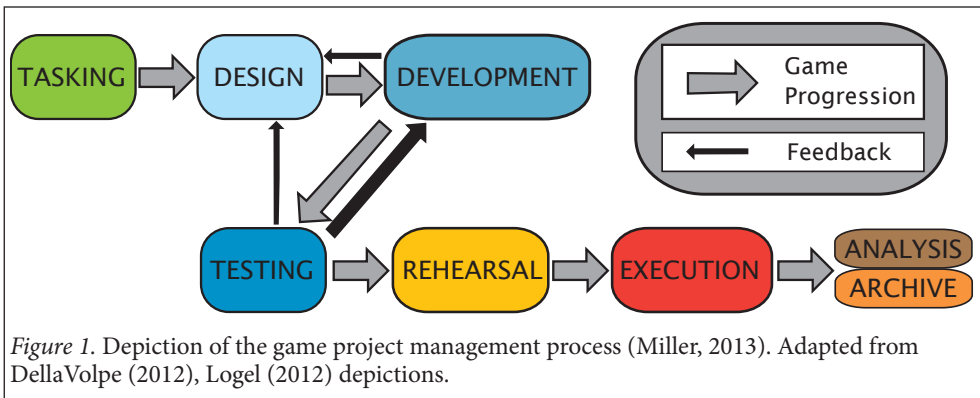 TASKING
DESIGN
DEVELOPMENT
Game
Progression
Feedback
TESTING
REHEARSAL
EXECUTION
ANALYSIS
ARCHIVE
Figure 1. Depiction of the game project management process (Miller, 2013). Adapted from
DellaVolpe (2012), Logel (2012) depictions.